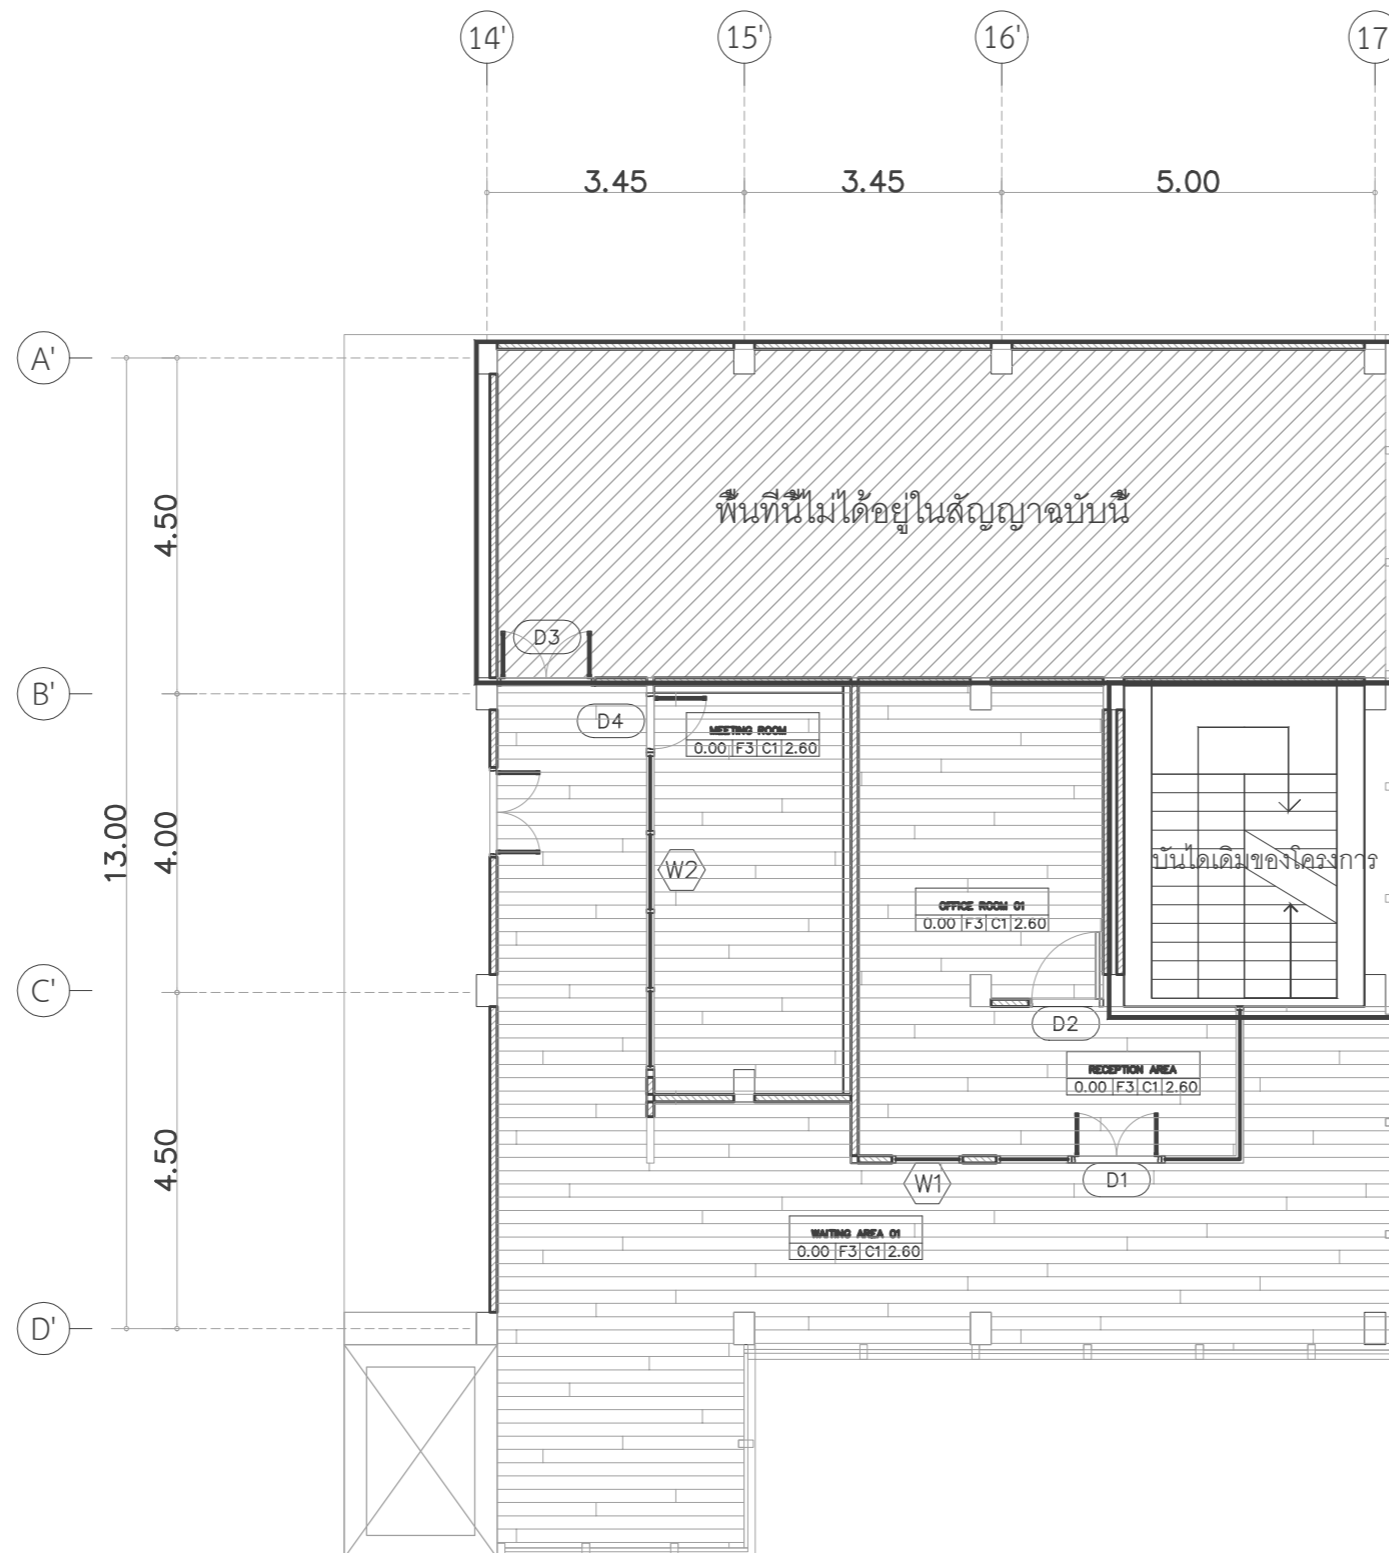 14' 15' 16' 17
3.45 3.45 5.00
A'
4.50
พื้นที่นี้ไม่ได้อยู่ในสัญญาฉบับนี้
D3
B'
D4
MEETING ROOM
0.00 F3 C1 2.60
13.00
4.00
W2
บันไดเดิมของโครงการ
OFFICE ROOM 01
0.00 F3 C1 2.60
C'
D2
RECEPTION AREA
0.00 F3 C1 2.60
4.50
W1
D1
WAITING AREA 01
0.00 F3 C1 2.60
D'